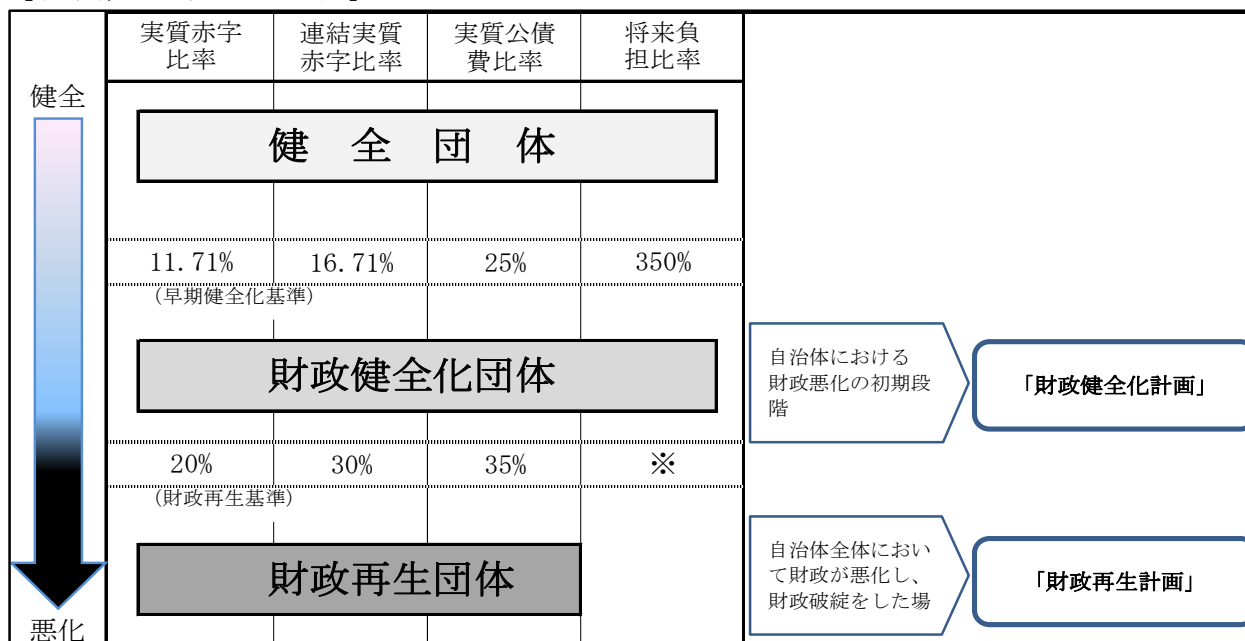 実質赤字
比率
連結実質
赤字比率
実質公債
費比率
将来負
担比率
健全
健　全　団　体
11.71%
16.71%
25%
350%
(早期健全化基準)
財政健全化団体
自治体における
財政悪化の初期段
階
「財政健全化計画」
20%
30%
35%
※
(財政再生基準)
財政再生団体
自治体全体におい
て財政が悪化し、
財政破綻をした場
「財政再生計画」
悪化